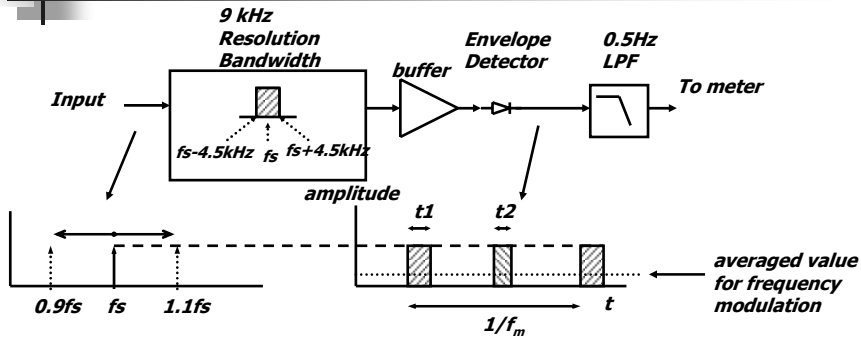 9 kHz
Resolution
Bandwidth
Envelope
Detector
0.5Hz
LPF
buffer
Input
To meter
fs-4.5kHz fs fs+4.5kHz
amplitude
t1
t2
averaged value
for frequency
modulation
0.9fs fs 1.1fs
t
1/fm